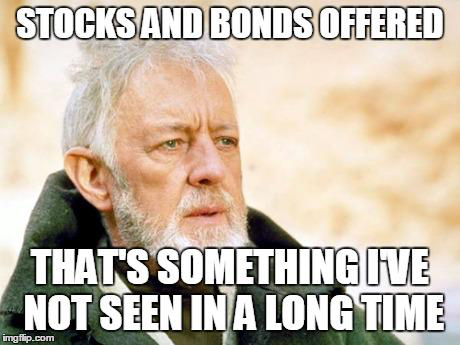 STOCKS AND BONDS OFFERED
THAT'S SOMETHING I'VE
NOT SEEN IN A LONG TIME
imgflip.com